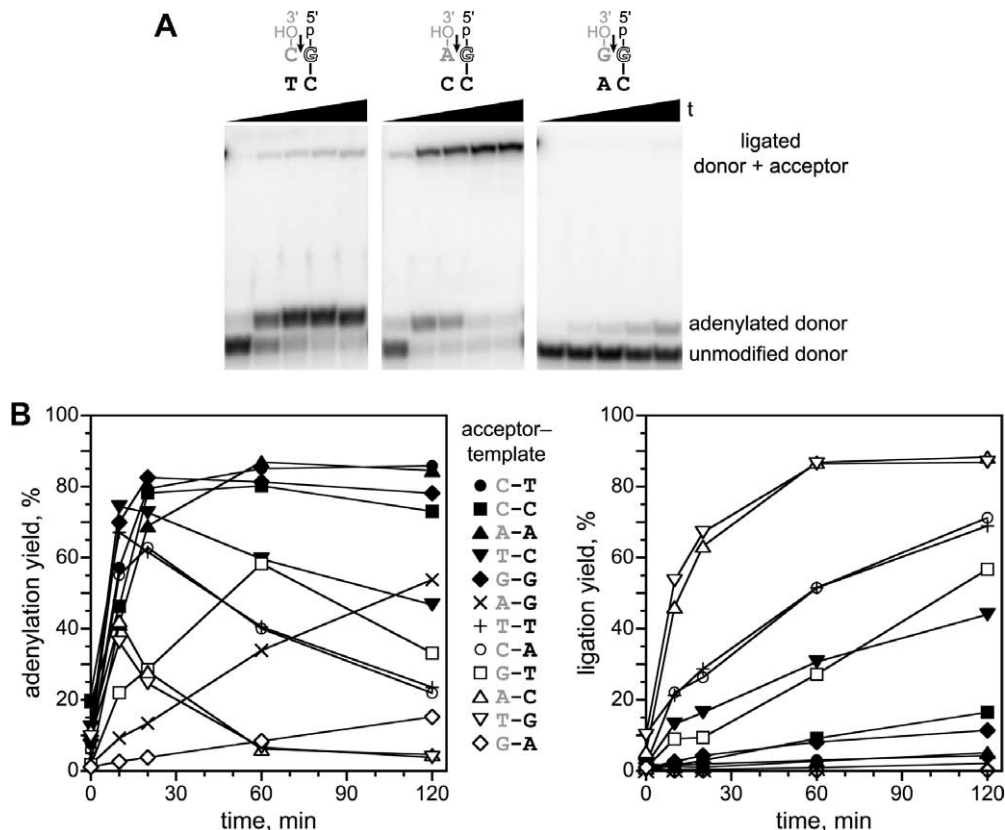 A
3' 5'
HO p
C G
T C
3' 5'
HO p
A G
C C
3' 5'
HO p
G G
A C
t
ligated
donor + acceptor
adenylated donor
unmodified donor
B
adenylation yield, %
100
80
60
40
20
0
0 30 60 90 120
time, min
acceptor–
template
C–T
C–C
A–A
T–C
G–G
A–G
T–T
C–A
G–T
A–C
T–G
G–A
ligation yield, %
100
80
60
40
20
0
0 30 60 90 120
time, min